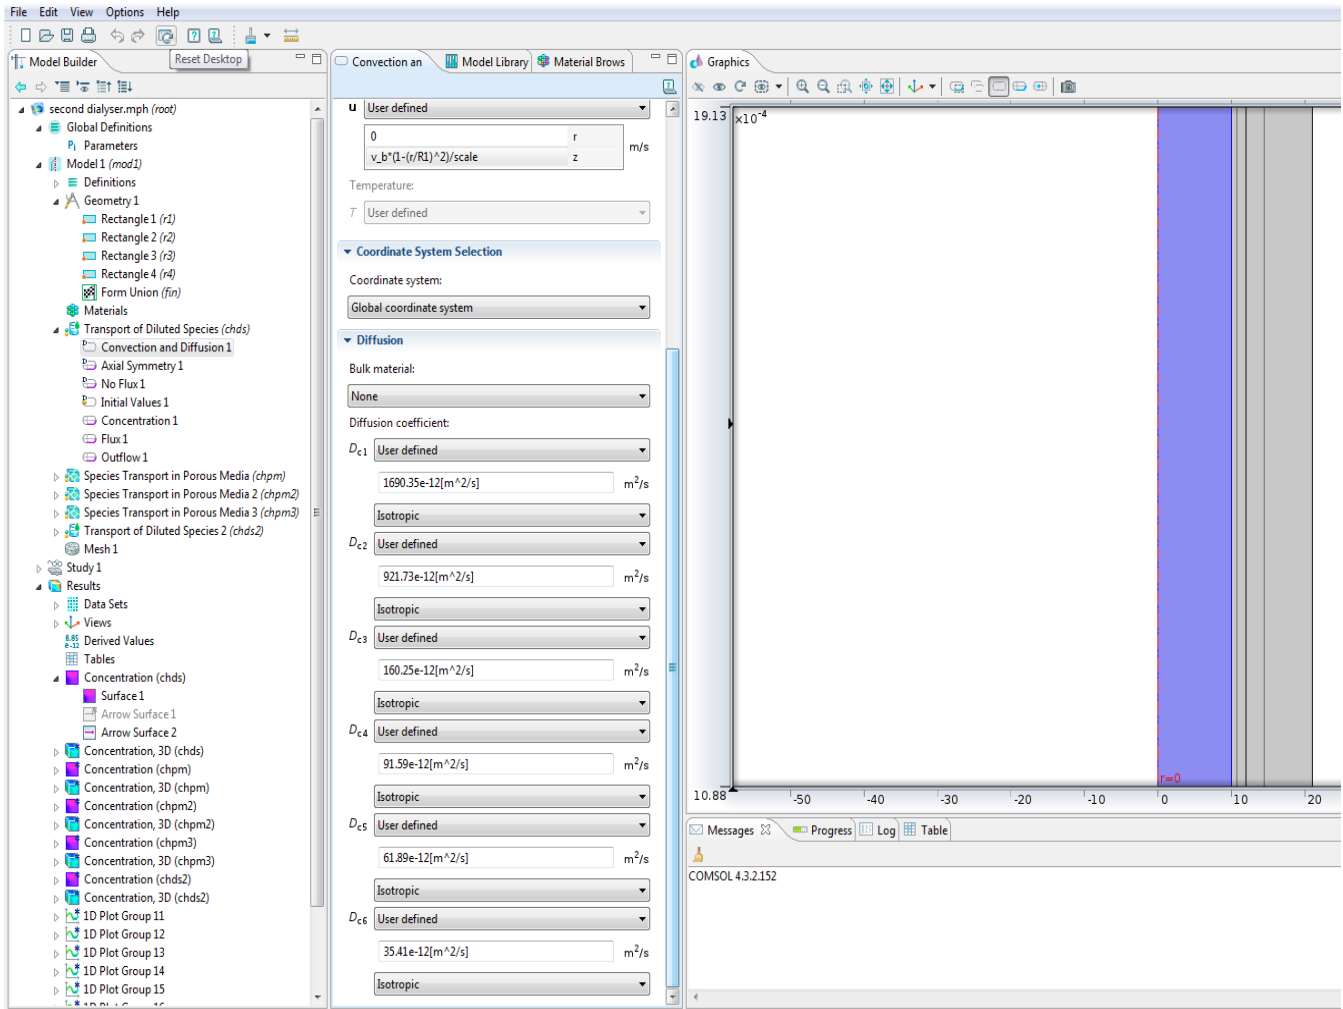 File Edit View Options Help
Reset Desktop
Model Builder
second dialyser.mph (root)
Global Definitions
Pi Parameters
Model 1 (mod1)
Definitions
Geometry 1
Rectangle 1 (r1)
Rectangle 2 (r2)
Rectangle 3 (r3)
Rectangle 4 (r4)
Form Union (fin)
Materials
Transport of Diluted Species (chds)
Convection and Diffusion 1
Axial Symmetry 1
No Flux 1
Initial Values 1
Concentration 1
Flux 1
Outflow 1
Species Transport in Porous Media (chpm)
Species Transport in Porous Media 2 (chpm2)
Species Transport in Porous Media 3 (chpm3)
Transport of Diluted Species 2 (chds2)
Mesh 1
Study 1
Results
Data Sets
Views
8.85
e-12 Derived Values
Tables
Concentration (chds)
Surface 1
Arrow Surface 1
Arrow Surface 2
Concentration, 3D (chds)
Concentration (chpm)
Concentration, 3D (chpm)
Concentration (chpm2)
Concentration, 3D (chpm2)
Concentration (chpm3)
Concentration, 3D (chpm3)
Concentration (chds2)
Concentration, 3D (chds2)
1D Plot Group 11
1D Plot Group 12
1D Plot Group 13
1D Plot Group 14
1D Plot Group 15
Convection an Model Library Material Brows
u User defined
0 r
m/s
v_b*(1-(r/R1)^2)/scale z
Temperature:
T User defined
Coordinate System Selection
Coordinate system:
Global coordinate system
Diffusion
Bulk material:
None
Diffusion coefficient:
Dc1 User defined
1690.35e-12[m^2/s] m²/s
Isotropic
Dc2 User defined
921.73e-12[m^2/s] m²/s
Isotropic
Dc3 User defined
160.25e-12[m^2/s] m²/s
Isotropic
Dc4 User defined
91.59e-12[m^2/s] m²/s
Isotropic
Dc5 User defined
61.89e-12[m^2/s] m²/s
Isotropic
Dc6 User defined
35.41e-12[m^2/s] m²/s
Isotropic
Graphics
19.13 ×10⁻⁴
r=0
10.88
-50 -40 -30 -20 -10 0 10 20
Messages Progress Log Table
COMSOL 4.3.2.152